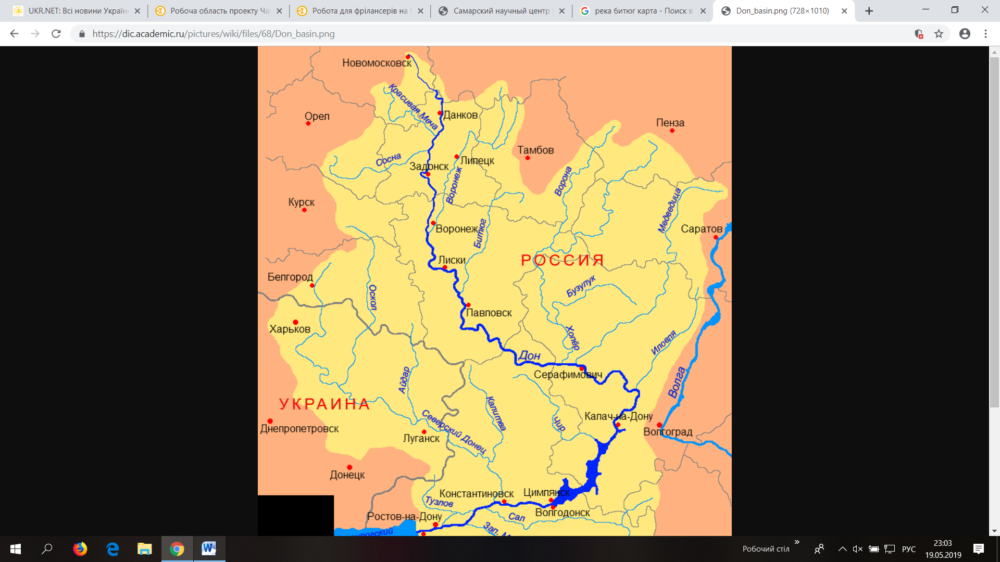 UKR.NET: Всі новини Україн
Робоча область проекту Ча
Робота для фрілансерів на
Самарский научный центр
река битюг карта - Поиск в
Don_basin.png (728×1010)
https://dic.academic.ru/pictures/wiki/files/68/Don_basin.png
Новомосковск
Красивая Меча
Орел
Данков
Пенза
Тамбов
Сосна
Липецк
Задонск
Воронеж
Ворона
Медведица
Курск
Воронеж
Битюг
Саратов
Лиски
РОССИЯ
Белгород
Оскол
Бузулук
Павловск
Харьков
Хопёр
Иловля
Дон
Серафимович
Айдар
Волга
УКРАИНА
Калитва
Северский Донец
Чир
Калач-на-Дону
Днепропетровск
Волгоград
Луганск
Донецк
Константиновск
Цимлянск
Тузлов
Волгодонск
Ростов-на-Дону
Сал
Зап.
Робочий стіл
»
РУС
23:03
19.05.2019